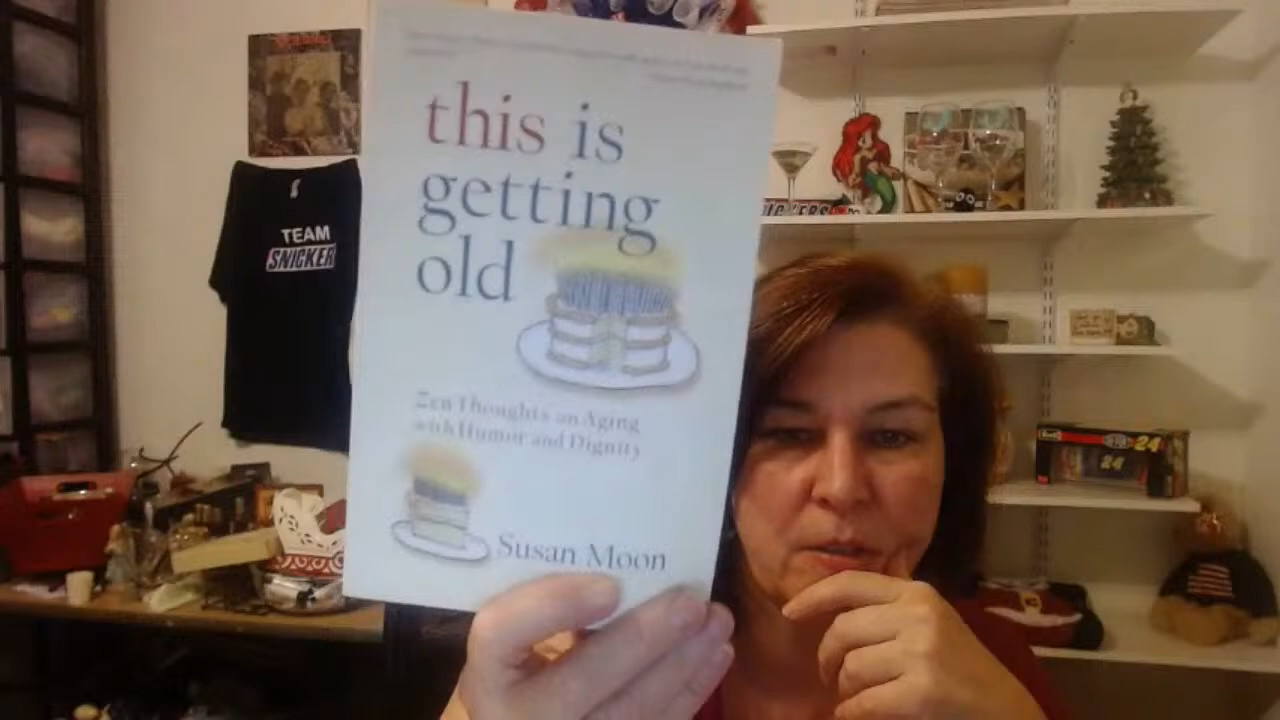 this is
getting
old
Zen Thoughts on Aging
with Humor and Dignity
Susan Moon
TEAM
SNICKER
24
24